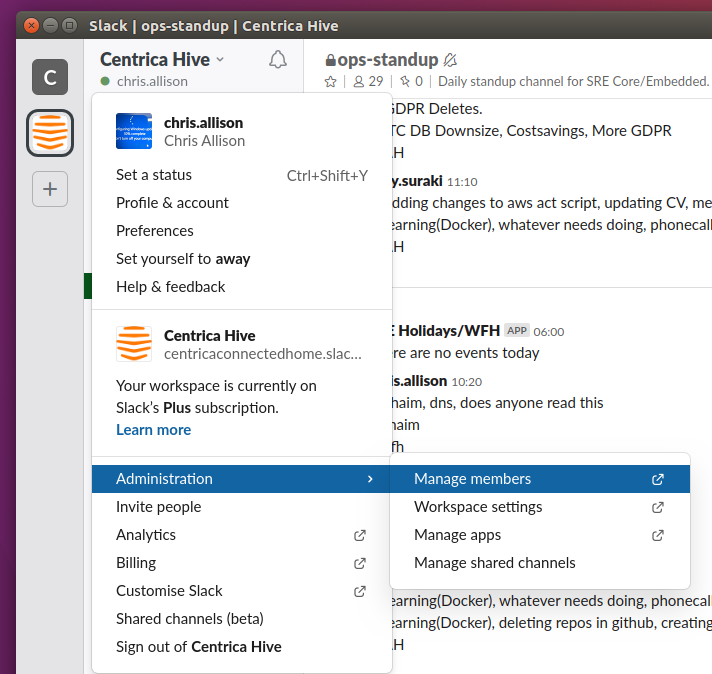 Slack | ops-standup | Centrica Hive
C
Centrica Hive
chris.allison
ops-standup
29
0
Daily standup channel for SRE Core/Embedded.
chris.allison
Chris Allison
Set a status Ctrl+Shift+Y
Profile & account
Preferences
Set yourself to away
Help & feedback
Centrica Hive
centricaconnectedhome.slac...
Your workspace is currently on
Slack's Plus subscription.
Learn more
Administration
Invite people
Analytics
Billing
Customise Slack
Shared channels (beta)
Sign out of Centrica Hive
Manage members
Workspace settings
Manage apps
Manage shared channels
GDPR Deletes.
TC DB Downsize, Costsavings, More GDPR
y.suraki 11:10
dding changes to aws act script, updating CV, me
earning(Docker), whatever needs doing, phonecall
Holidays/WFH APP 06:00
ere are no events today
is.allison 10:20
haim, dns, does anyone read this
haim
fh
earning(Docker), whatever needs doing, phonecall
earning(Docker), deleting repos in github, creating